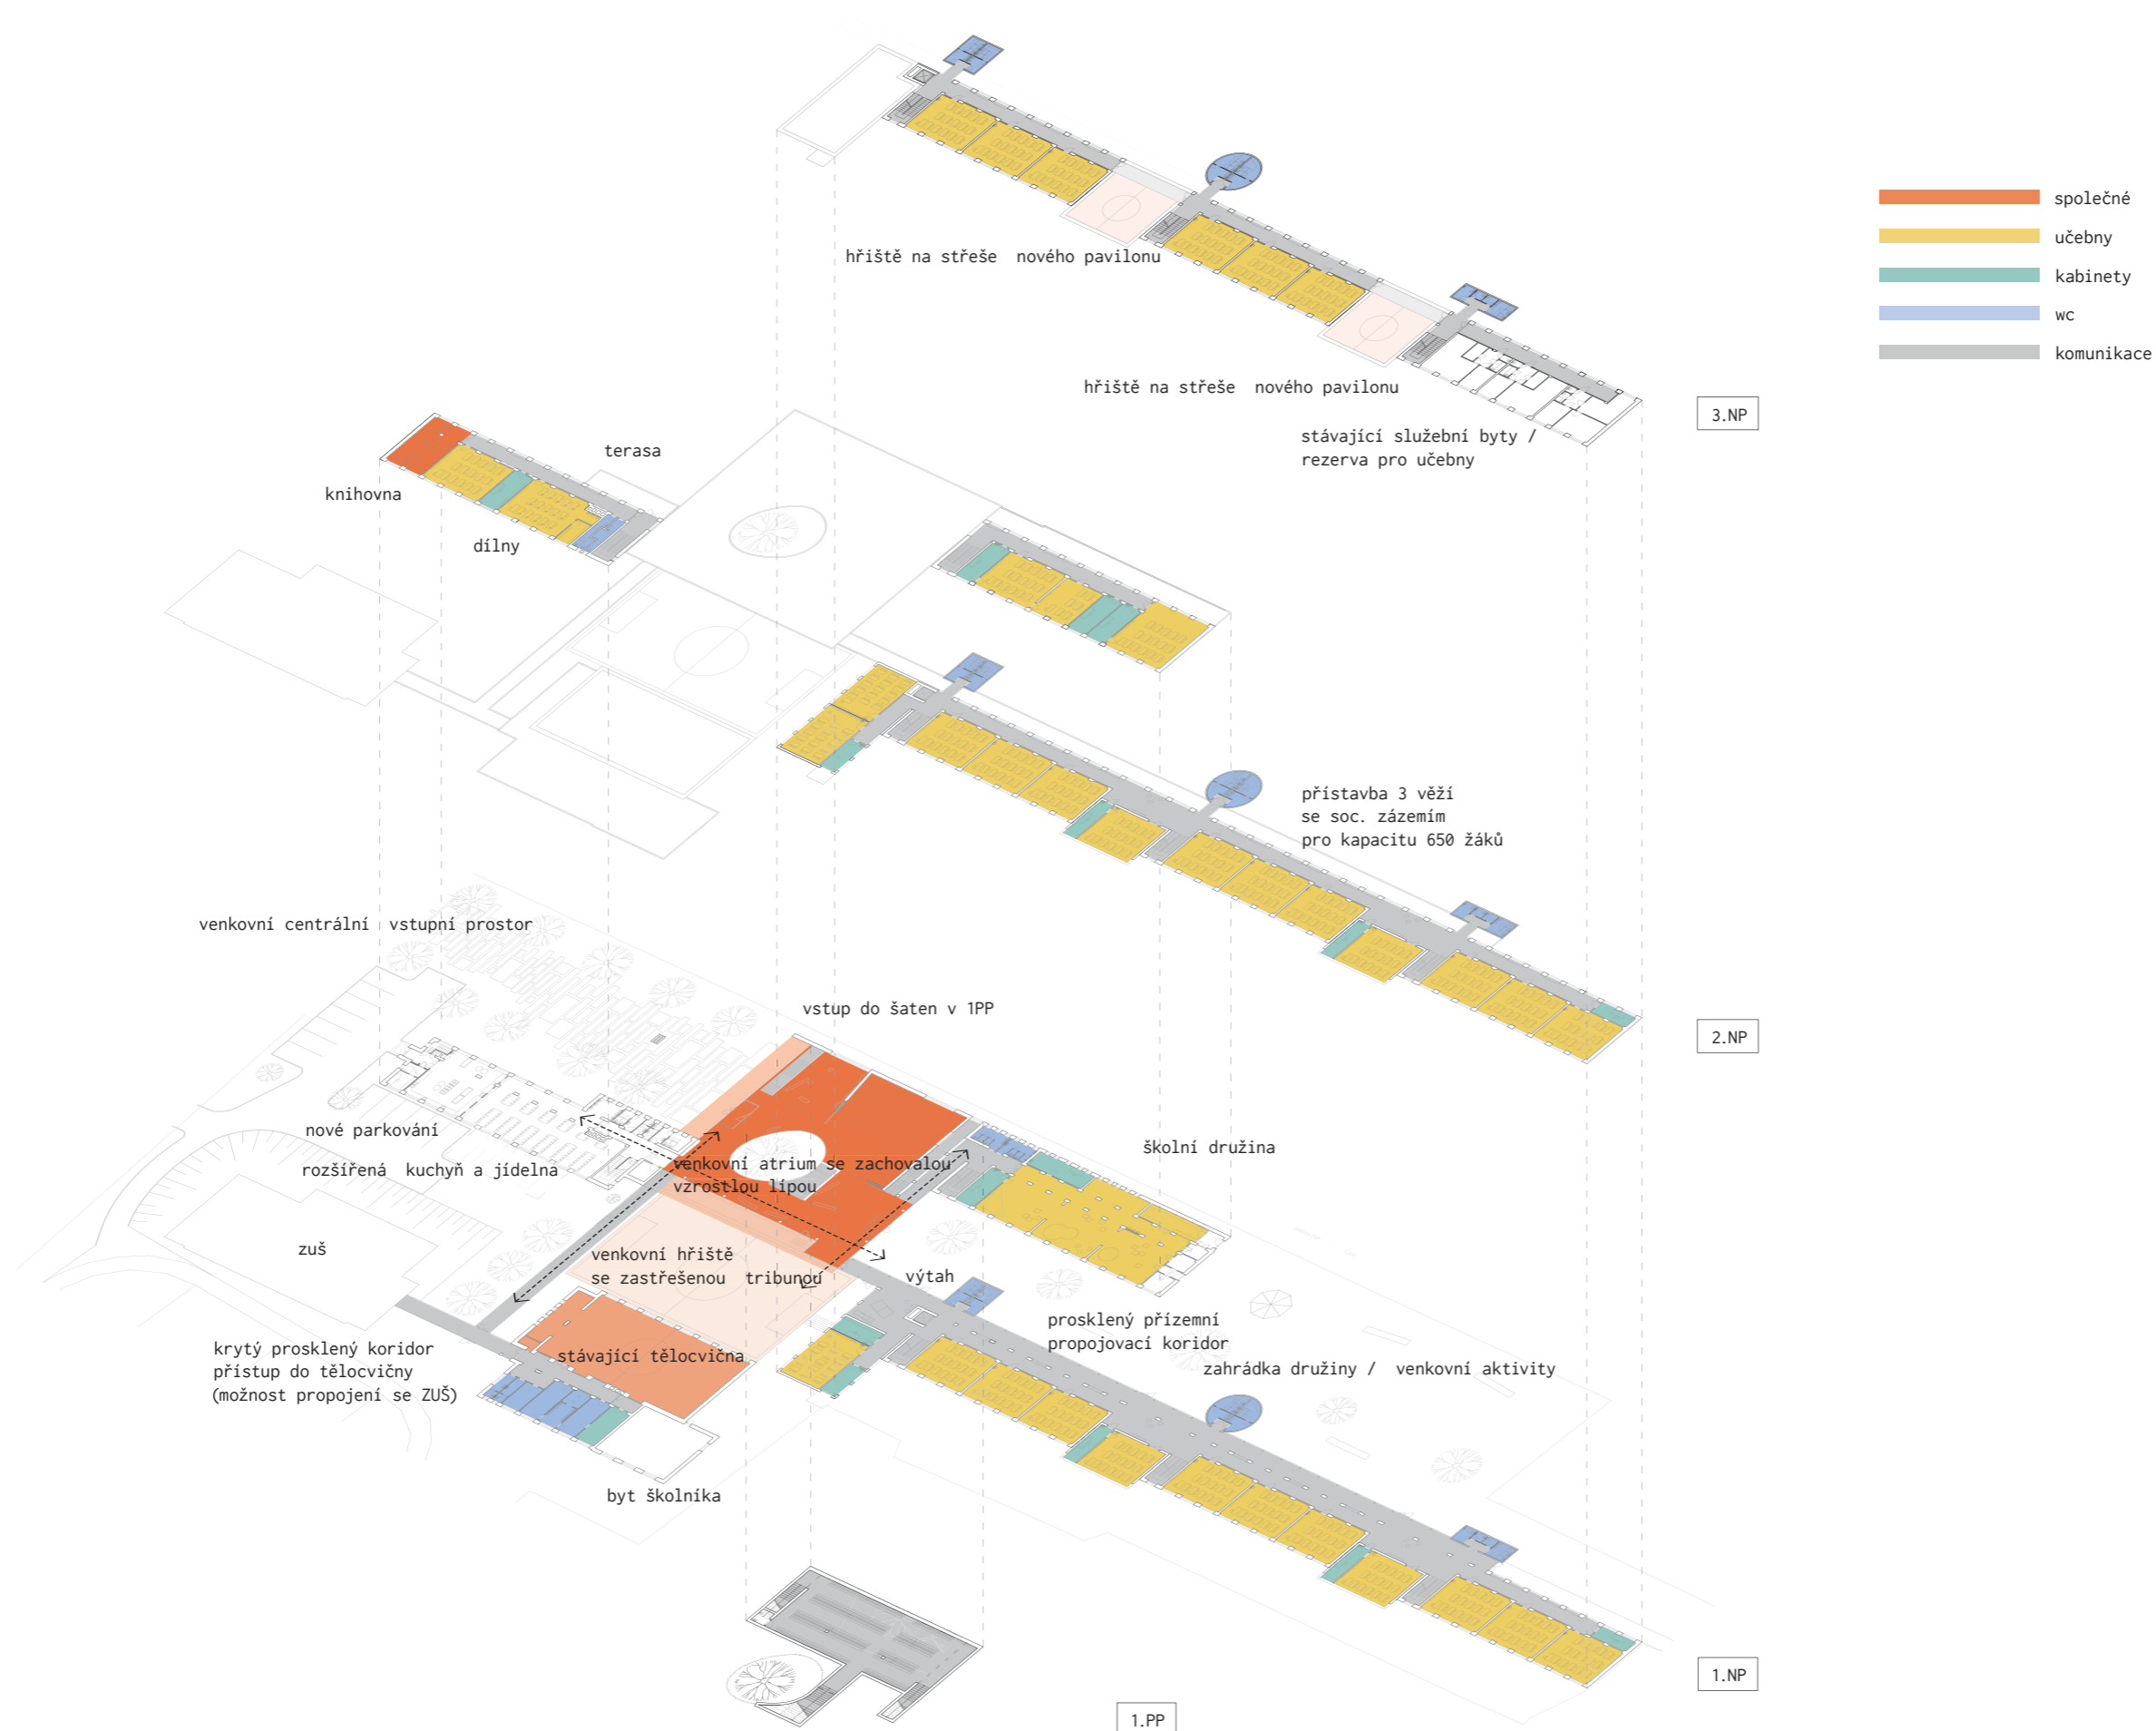 společné
učebny
kabinety
wc
komunikace
hřiště na střeše nového pavilonu
hřiště na střeše nového pavilonu
3.NP
stávající služební byty /
rezerva pro učebny
terasa
knihovna
dílny
přístavba 3 věží
se soc. zázemím
pro kapacitu 650 žáků
venkovní centrální vstupní prostor
vstup do šaten v 1PP
2.NP
nové parkování
rozšířená kuchyň a jídelna
školní družina
venkovní atrium se zachovalou
vzrostlou lípou
zuš
venkovní hřiště
se zastřešenou tribunou
výtah
prosklený přízemní
propojovací koridor
krytý prosklený koridor
přístup do tělocvičny
(možnost propojení se ZUŠ)
stávající tělocvična
zahrádka družiny / venkovní aktivity
byt školníka
1.NP
1.PP